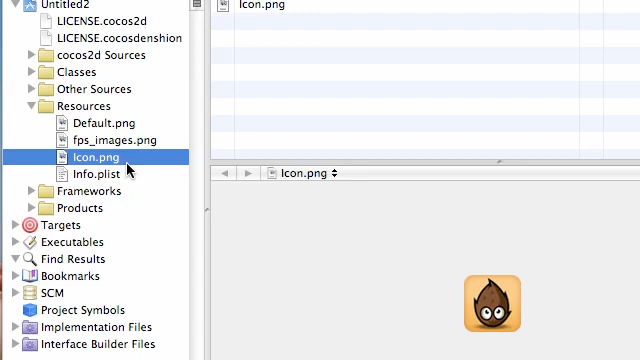 Untitled2
LICENSE.cocos2d
LICENSE.cocosdenshion
cocos2d Sources
Classes
Other Sources
Resources
Default.png
fps_images.png
Icon.png
Info.plist
Frameworks
Products
Targets
Executables
Find Results
Bookmarks
SCM
Project Symbols
Implementation Files
Interface Builder Files
Icon.png
Icon.png